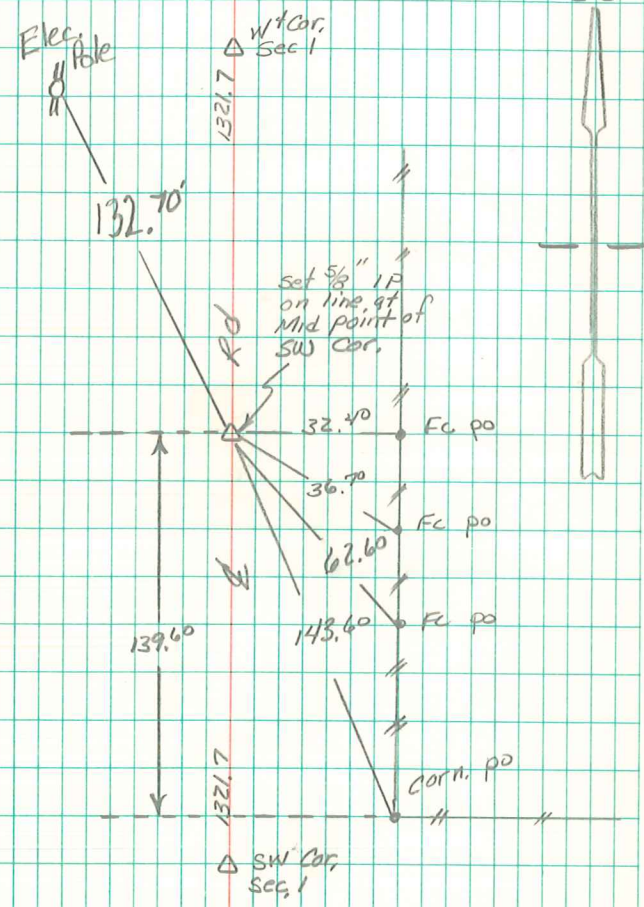 Elec.
Pole
W¼ Cor.
Sec 1
1321.7
132.70'
set 5/8" IP
on line at
Mid point of
SW Cor.
Rd
32.40
Fc. po
36.70
Fc po
62.60
℄
Fc po
143.60
139.60
1321.7
Corn. po
SW Cor.
Sec. 1